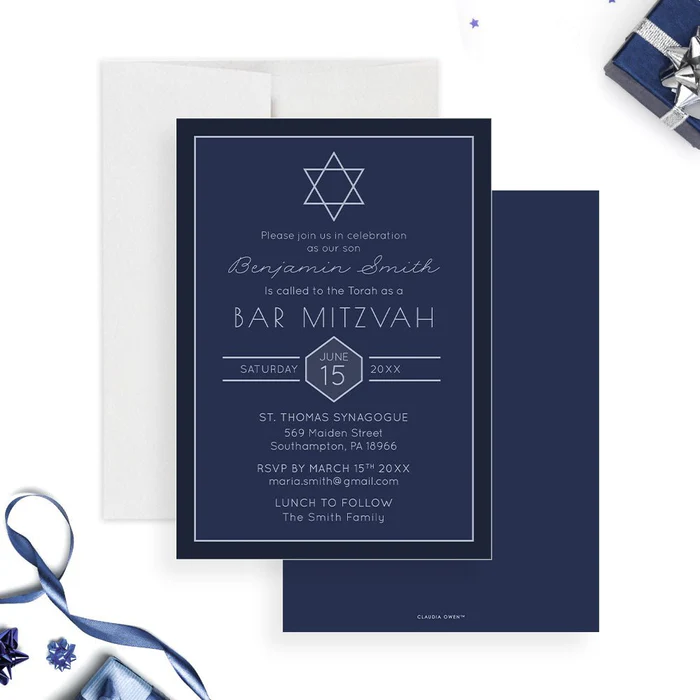 Please join us in celebration
as our son
Benjamin Smith
Is called to the Torah as a
BAR MITZVAH
SATURDAY
JUNE
15
20XX
ST. THOMAS SYNAGOGUE
569 Maiden Street
Southampton, PA 18966
RSVP BY MARCH 15TH 20XX
maria.smith@gmail.com
LUNCH TO FOLLOW
The Smith Family
CLAUDIA OWEN™